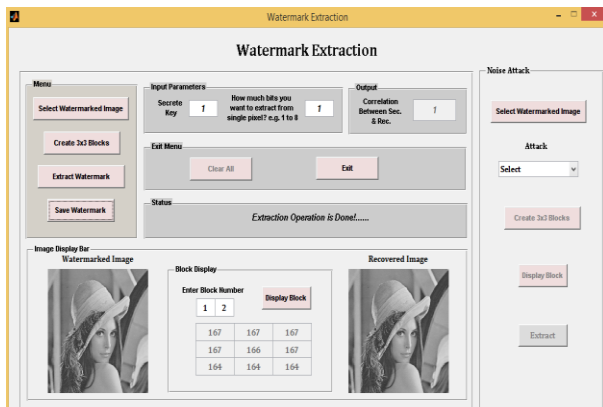 Watermark Extraction
Watermark Extraction
Menu
Select Watermarked Image
Create 3x3 Blocks
Extract Watermark
Save Watermark
Input Parameters
Secrete
Key
1
How much bits you
want to extract from
single pixel? e.g. 1 to 8
1
Output
Correlation
Between Sec.
& Rec.
1
Exit Menu
Clear All
Exit
Status
Extraction Operation is Done!......
Noise Attack
Select Watermarked Image
Attack
Select
Create 3x3 Blocks
Display Block
Extract
Image Display Bar
Watermarked Image
Block Display
Enter Block Number
1 2
Display Block
167 167 167
167 166 167
164 164 164
Recovered Image